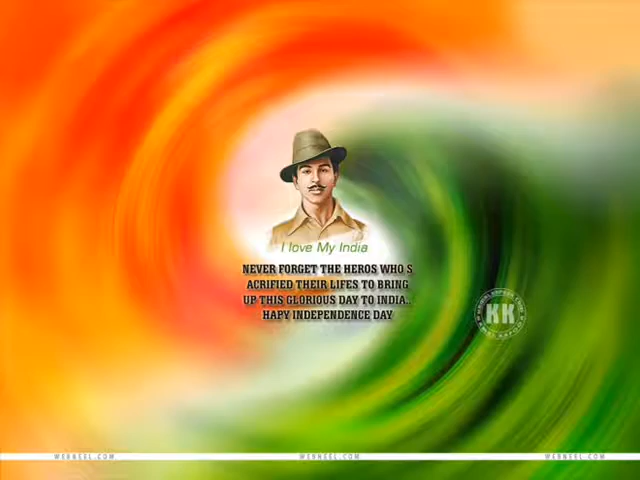 I love My India
NEVER FORGET THE HEROS WHO S
ACRIFIED THEIR LIFES TO BRING
UP THIS GLORIOUS DAY TO INDIA..
HAPY INDEPENDENCE DAY
KK
WEBNEEL.COM WEBNEEL.COM WEBNEEL.COM